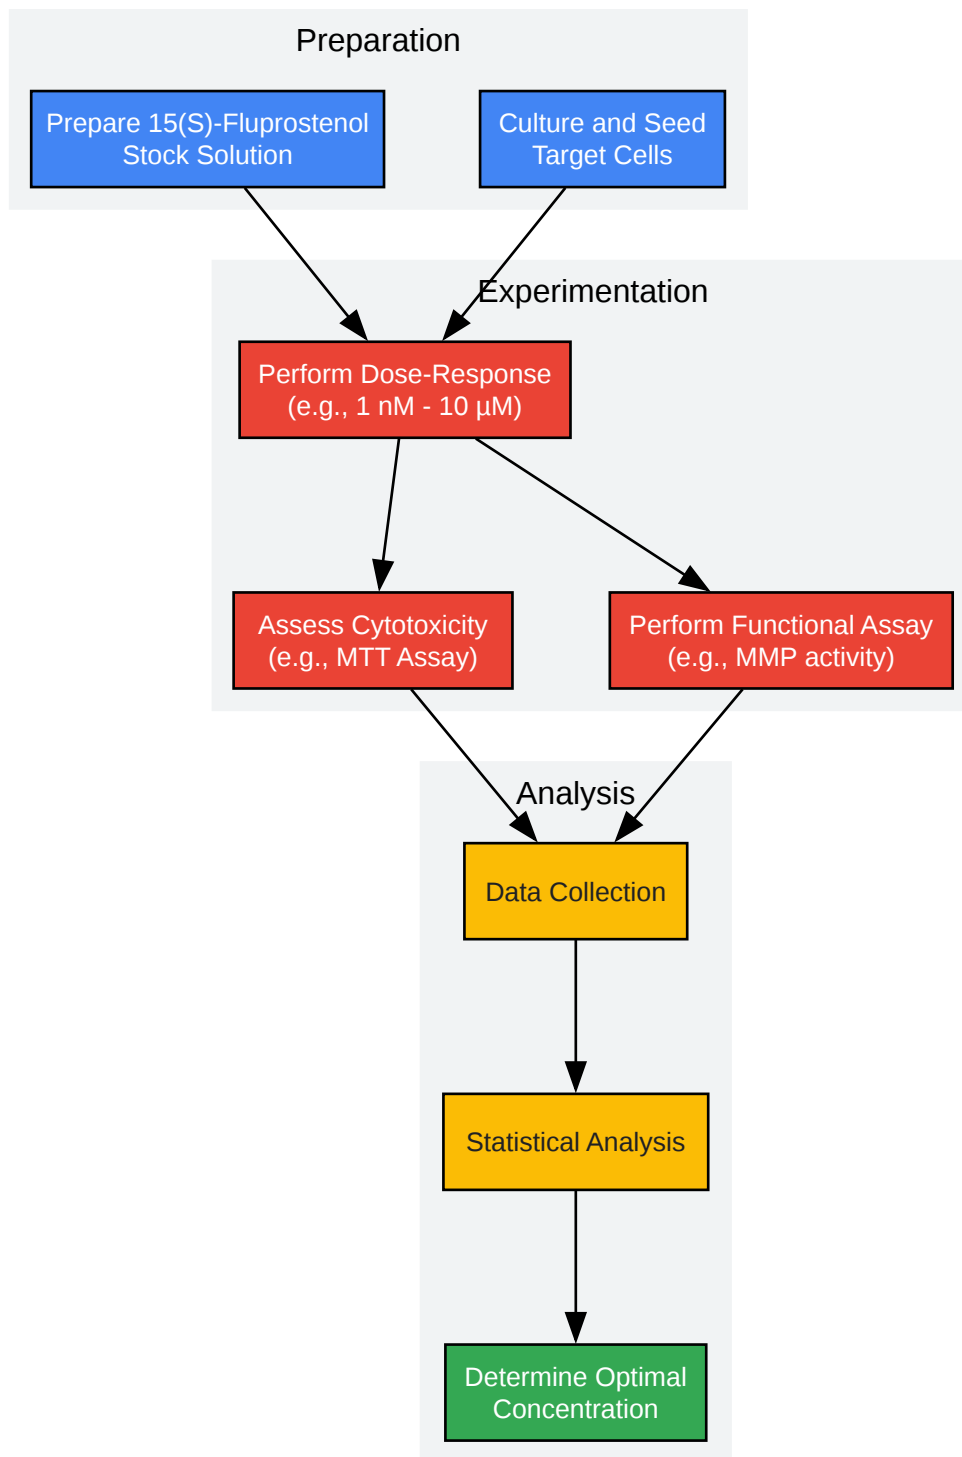 Preparation
Prepare 15(S)-Fluprostenol
Stock Solution
Culture and Seed
Target Cells
Experimentation
Perform Dose-Response
(e.g., 1 nM - 10 µM)
Assess Cytotoxicity
(e.g., MTT Assay)
Perform Functional Assay
(e.g., MMP activity)
Analysis
Data Collection
Statistical Analysis
Determine Optimal
Concentration